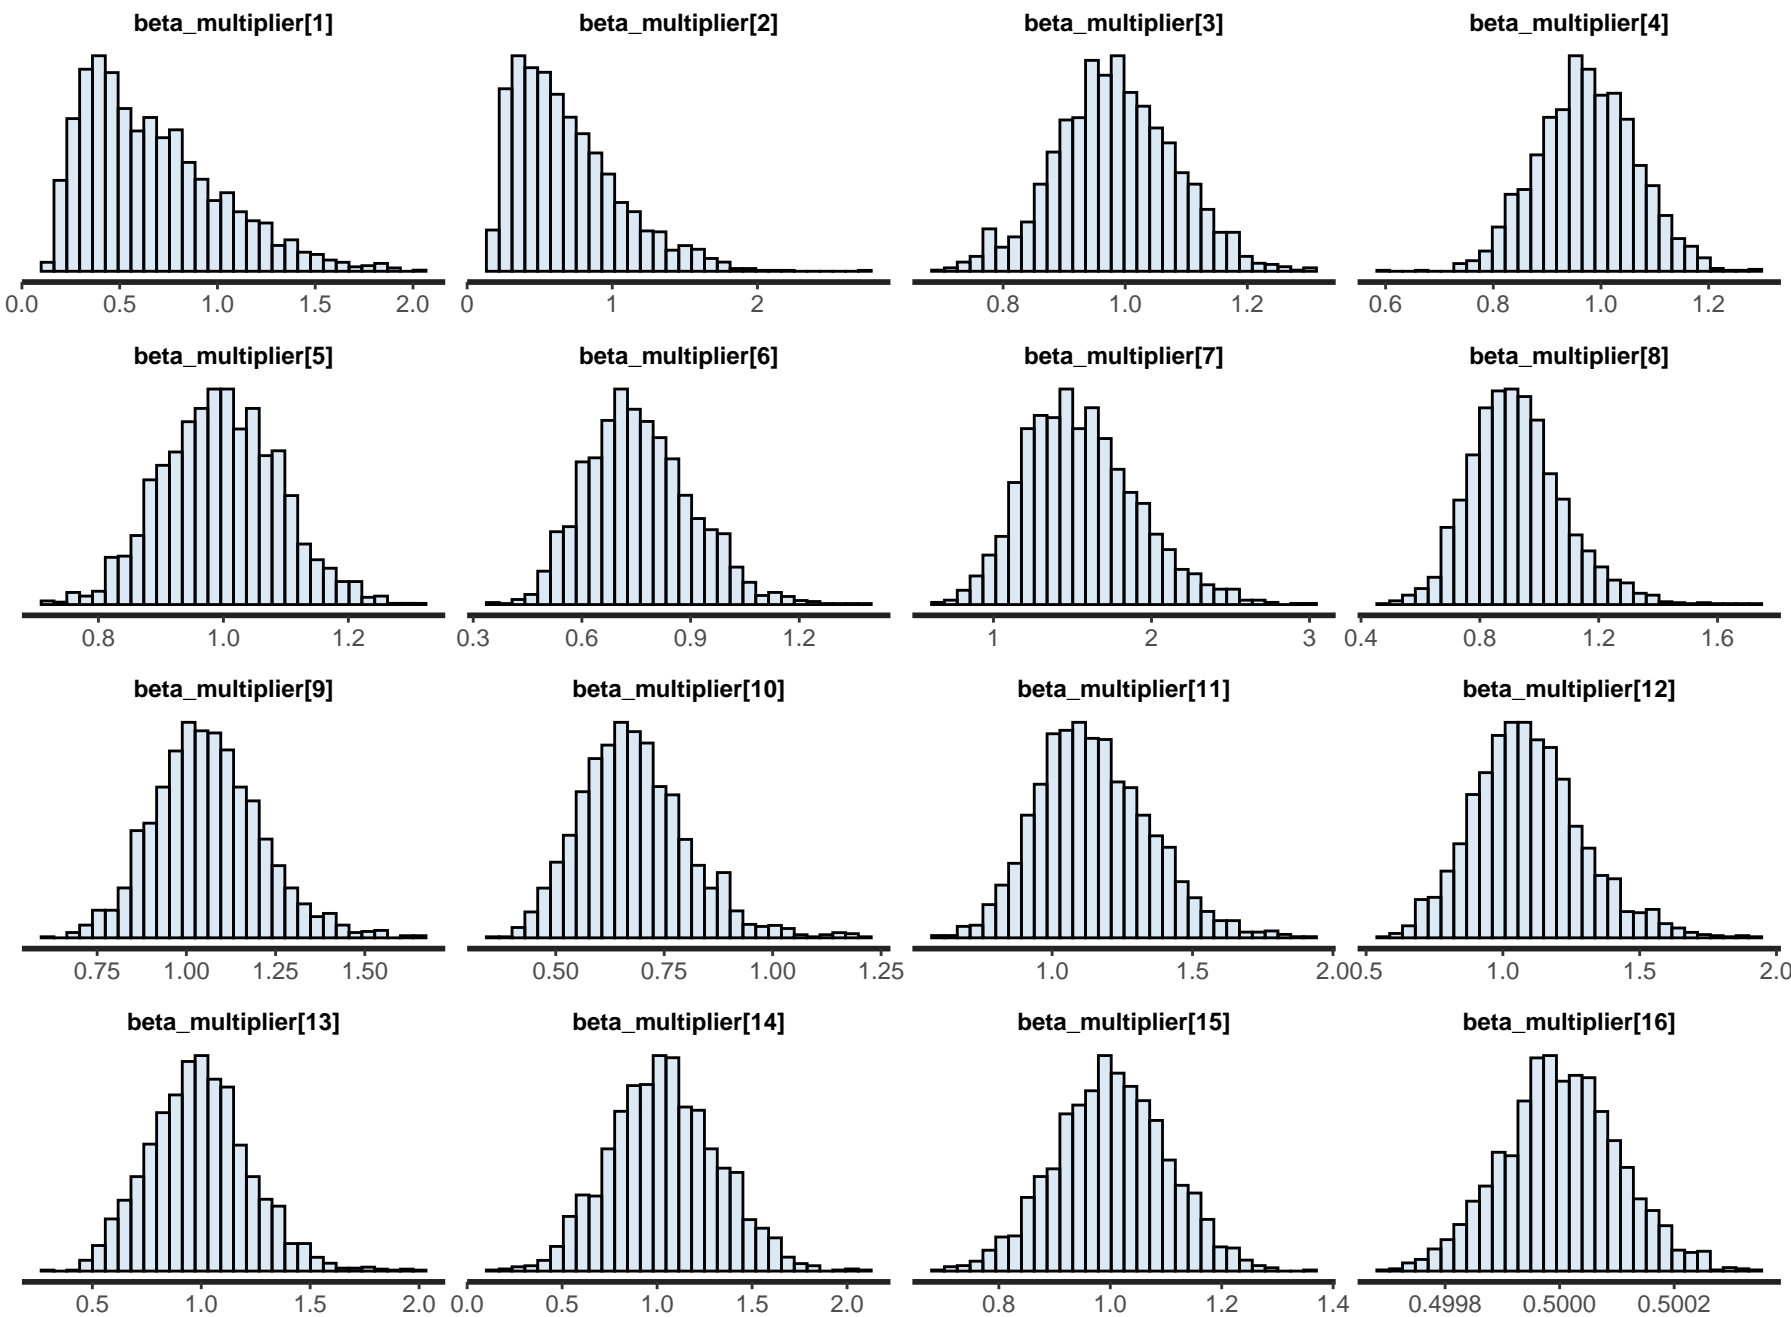 beta_multiplier[1] beta_multiplier[2] beta_multiplier[3] beta_multiplier[4]
0.0 0.5 1.0 1.5 2.0 0 1 2 0.8 1.0 1.2 0.6 0.8 1.0 1.2
beta_multiplier[5] beta_multiplier[6] beta_multiplier[7] beta_multiplier[8]
0.8 1.0 1.2 0.3 0.6 0.9 1.2 1 2 3 0.4 0.8 1.2 1.6
beta_multiplier[9] beta_multiplier[10] beta_multiplier[11] beta_multiplier[12]
0.75 1.00 1.25 1.50 0.50 0.75 1.00 1.25 1.0 1.5 2.0 0.5 1.0 1.5 2.0
beta_multiplier[13] beta_multiplier[14] beta_multiplier[15] beta_multiplier[16]
0.5 1.0 1.5 2.0 0.0 0.5 1.0 1.5 2.0 0.8 1.0 1.2 1.4 0.4998 0.5000 0.5002